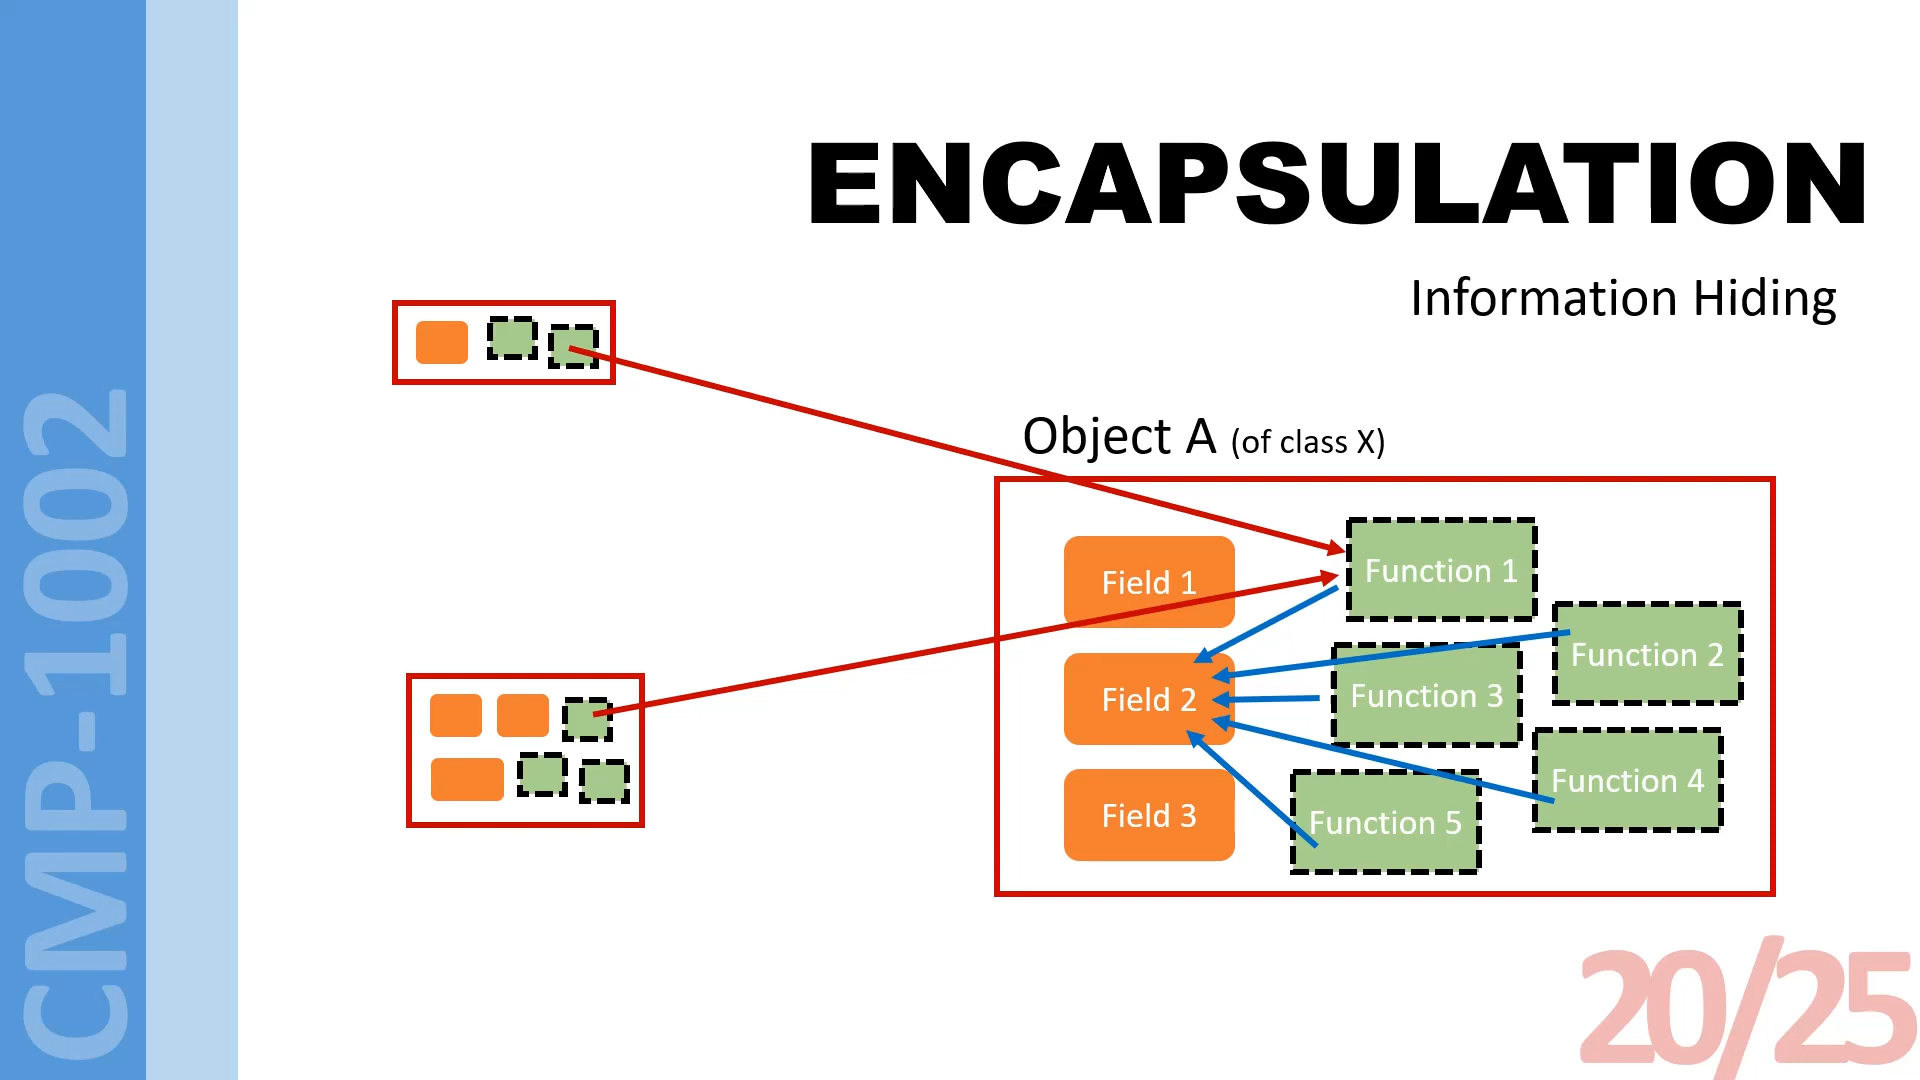 CMP-1002
ENCAPSULATION
Information Hiding
Object A (of class X)
Field 1
Function 1
Function 2
Field 2
Function 3
Function 4
Field 3
Function 5
20/25